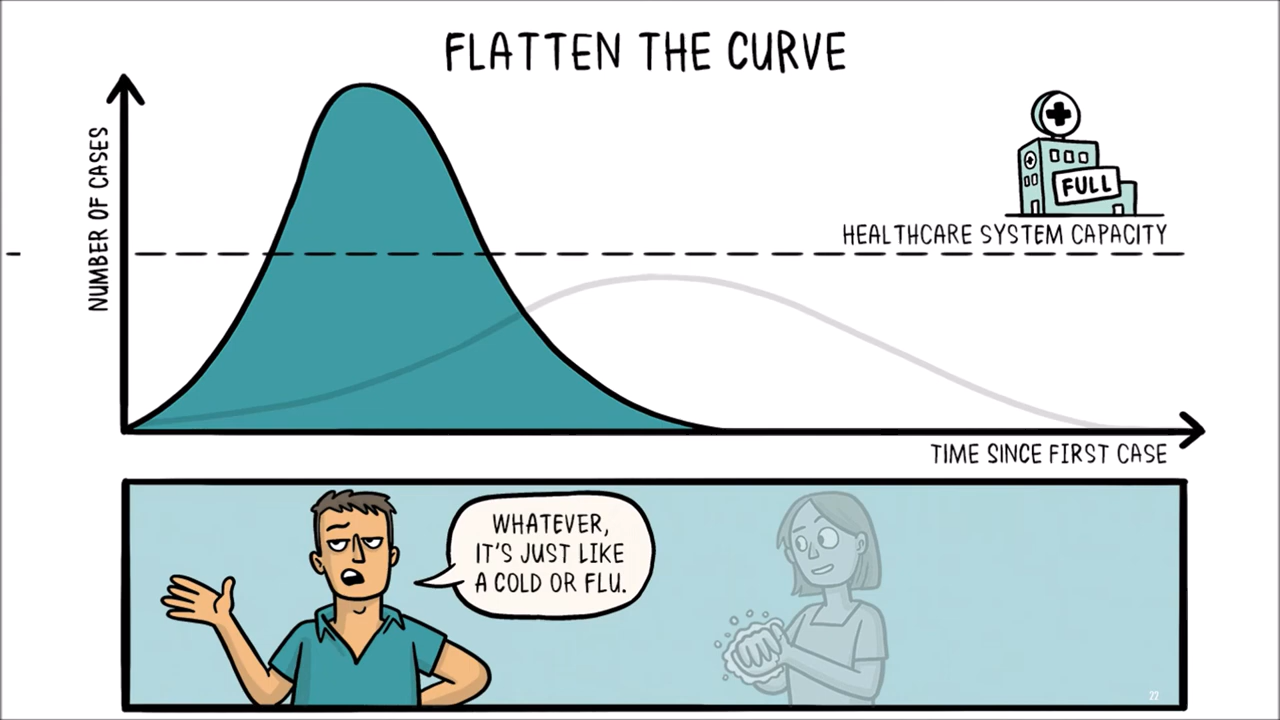 FLATTEN THE CURVE
NUMBER OF CASES
FULL
HEALTHCARE SYSTEM CAPACITY
TIME SINCE FIRST CASE
WHATEVER,
IT'S JUST LIKE
A COLD OR FLU.
22